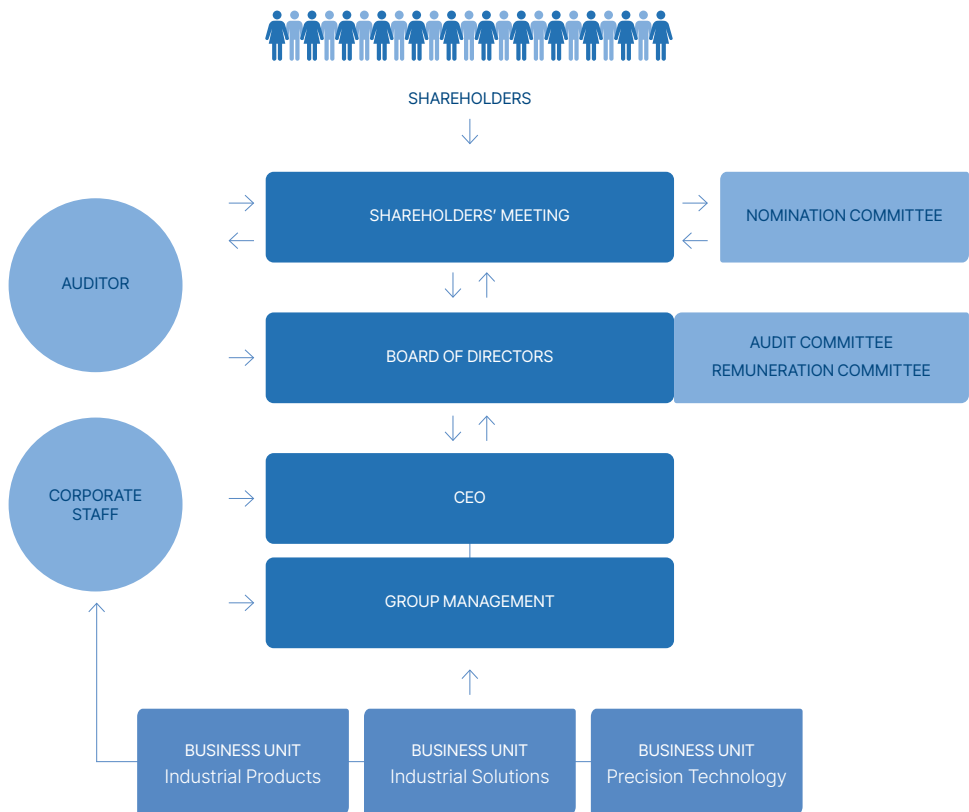 SHAREHOLDERS
SHAREHOLDERS’ MEETING
NOMINATION COMMITTEE
AUDITOR
BOARD OF DIRECTORS
AUDIT COMMITTEE
REMUNERATION COMMITTEE
CORPORATE
STAFF
CEO
GROUP MANAGEMENT
BUSINESS UNIT
Industrial Products
BUSINESS UNIT
Industrial Solutions
BUSINESS UNIT
Precision Technology